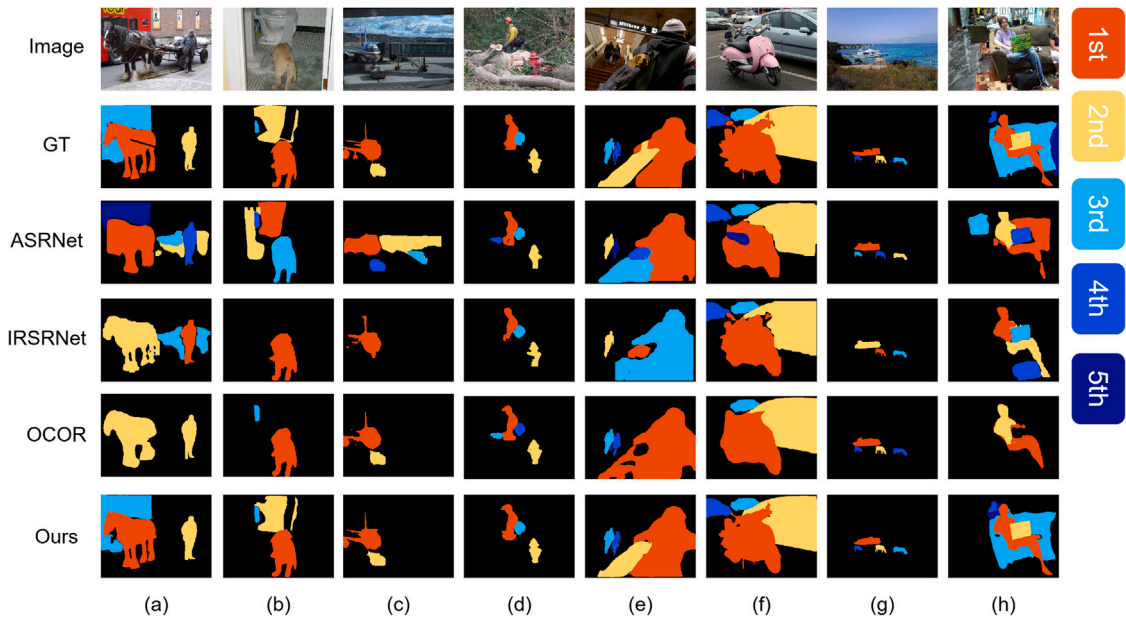 Image
GT
ASRNet
IRSRNet
OCOR
Ours
(a) (b) (c) (d) (e) (f) (g) (h)
1st
2nd
3rd
4th
5th